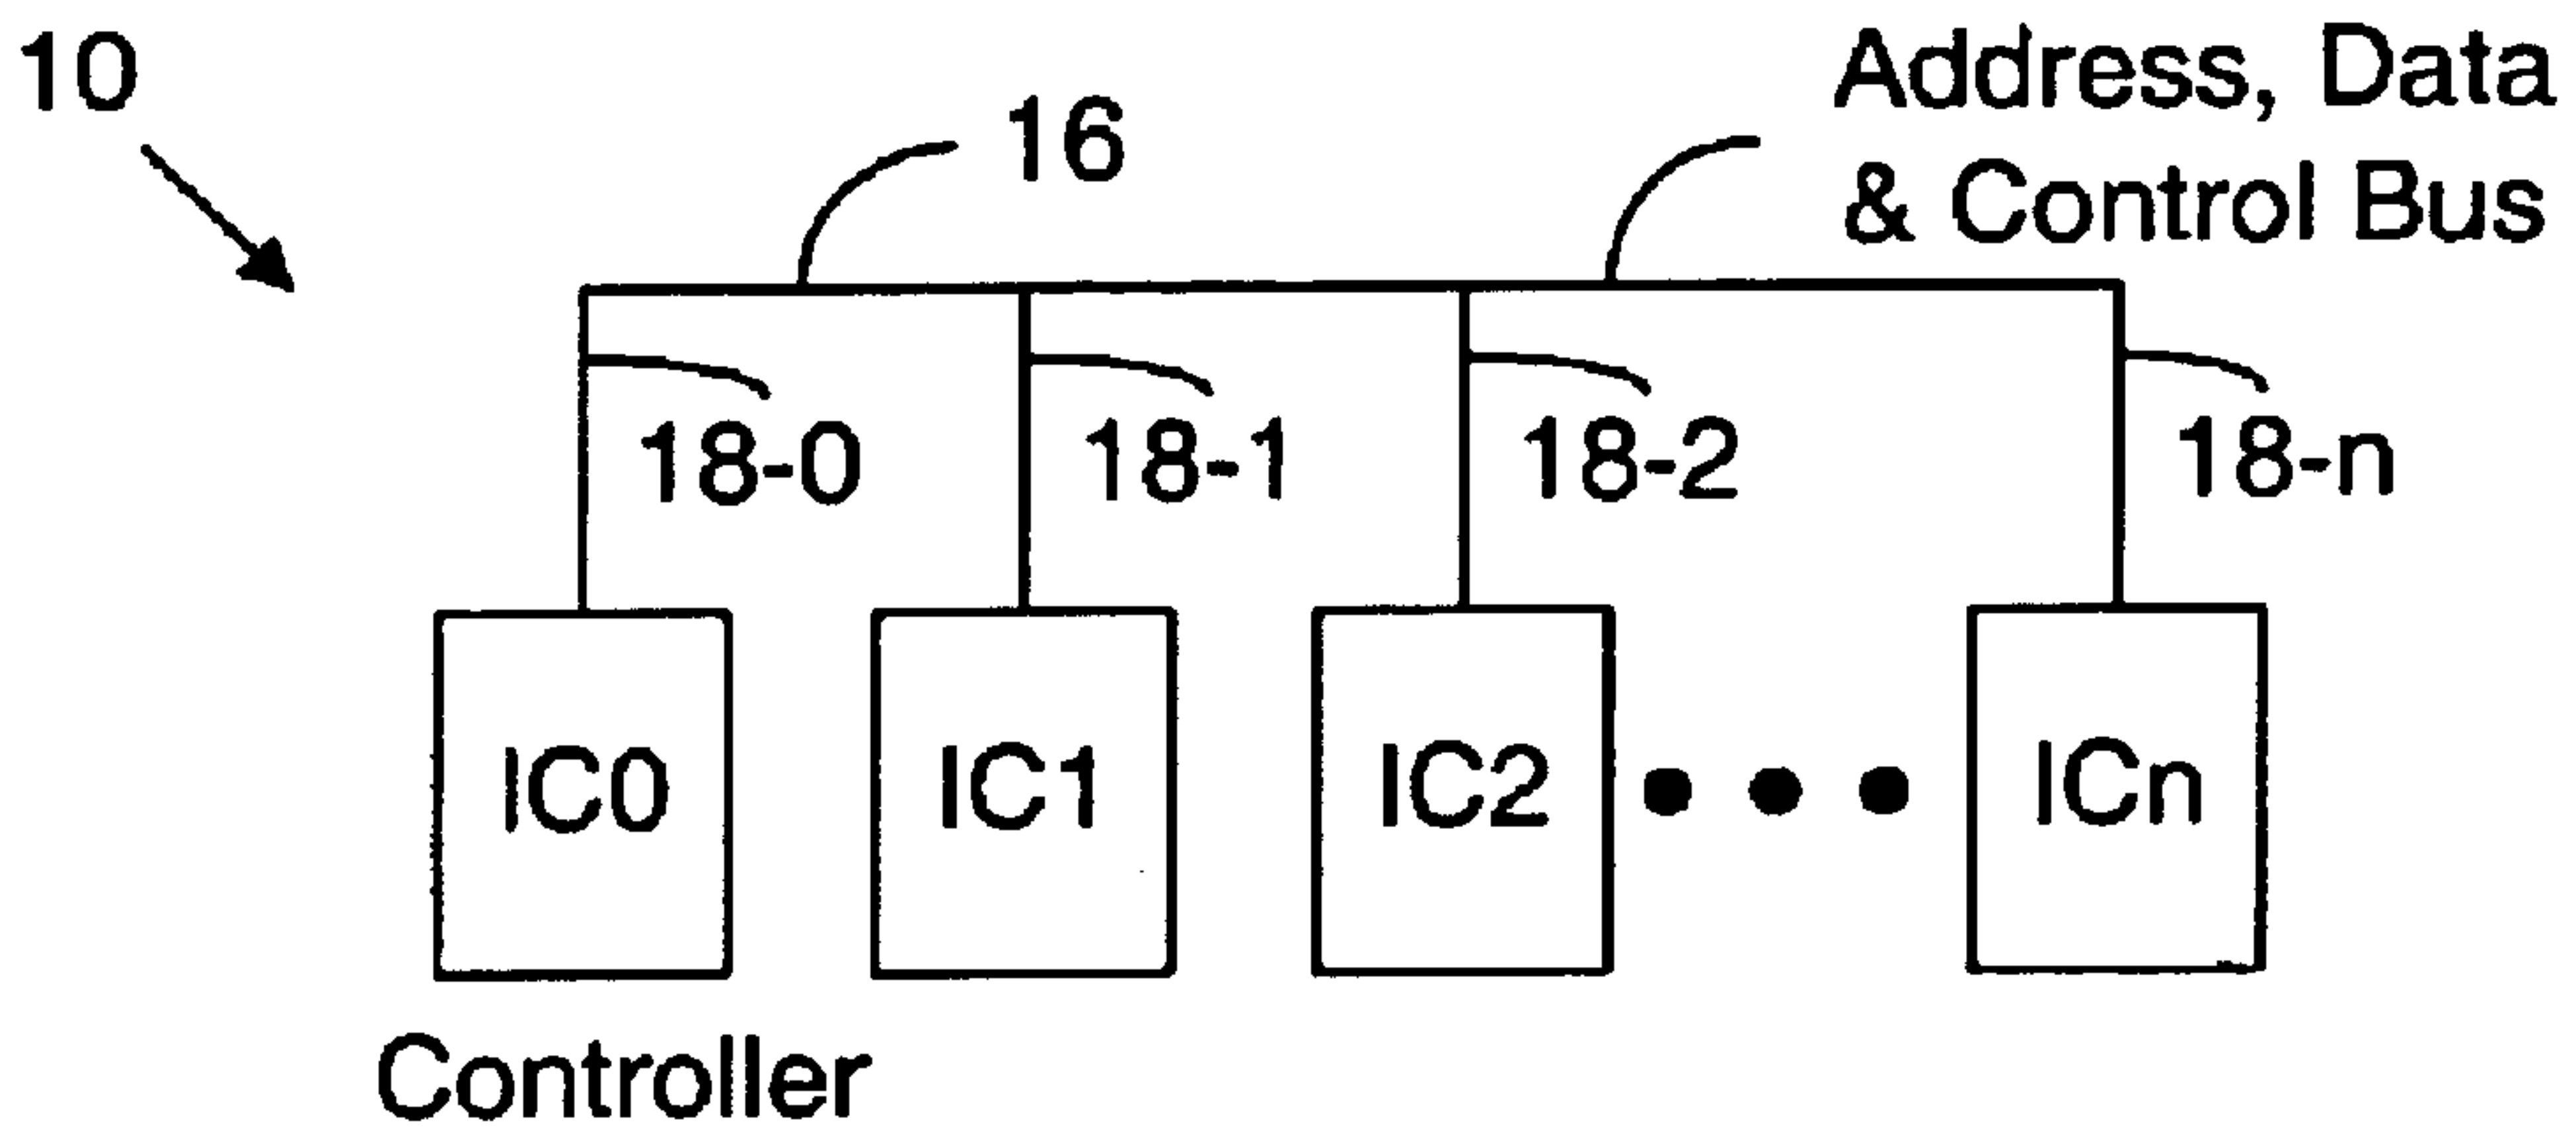 10
16
Address, Data
& Control Bus
18-0
18-1
18-2
18-n
IC0
IC1
IC2
ICn
Controller